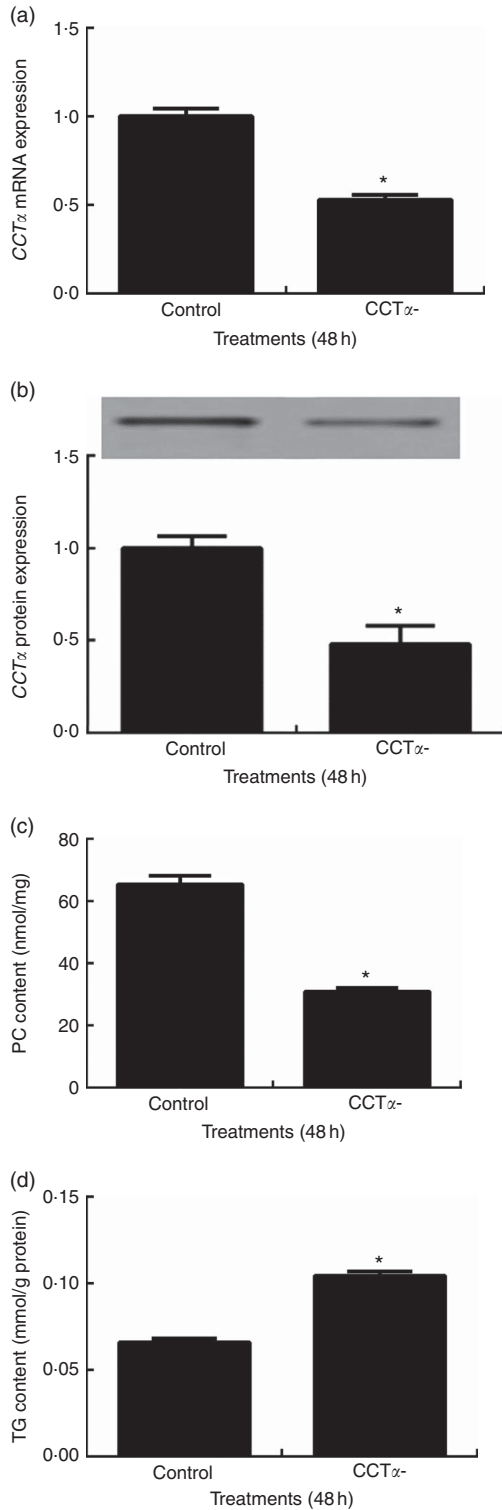 (a)
1·5
1·0
0·5
0·0
CCTα mRNA expression
*
Control CCTα-
Treatments (48 h)
(b)
1·5
1·0
0·5
0·0
CCTα protein expression
*
Control CCTα-
Treatments (48 h)
(c)
80
60
40
20
0
PC content (nmol/mg)
*
Control CCTα-
Treatments (48 h)
(d)
0·15
0·10
0·05
0·00
TG content (mmol/g protein)
*
Control CCTα-
Treatments (48 h)